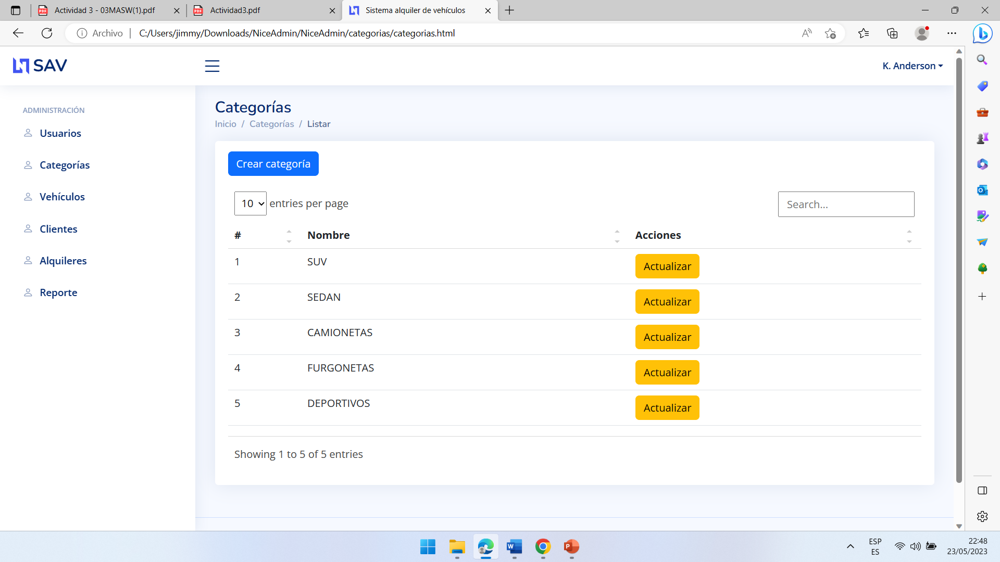 Actividad 3 - 03MASW(1).pdf
Actividad3.pdf
Sistema alquiler de vehículos
Archivo
C:/Users/jimmy/Downloads/NiceAdmin/NiceAdmin/categorias/categorias.html
SAV
K. Anderson
ADMINISTRACIÓN
Usuarios
Categorías
Vehículos
Clientes
Alquileres
Reporte
Categorías
Inicio / Categorías / Listar
Crear categoría
10 entries per page
Search...
# Nombre Acciones
1 SUV Actualizar
2 SEDAN Actualizar
3 CAMIONETAS Actualizar
4 FURGONETAS Actualizar
5 DEPORTIVOS Actualizar
Showing 1 to 5 of 5 entries
ESP
ES
22:48
23/05/2023